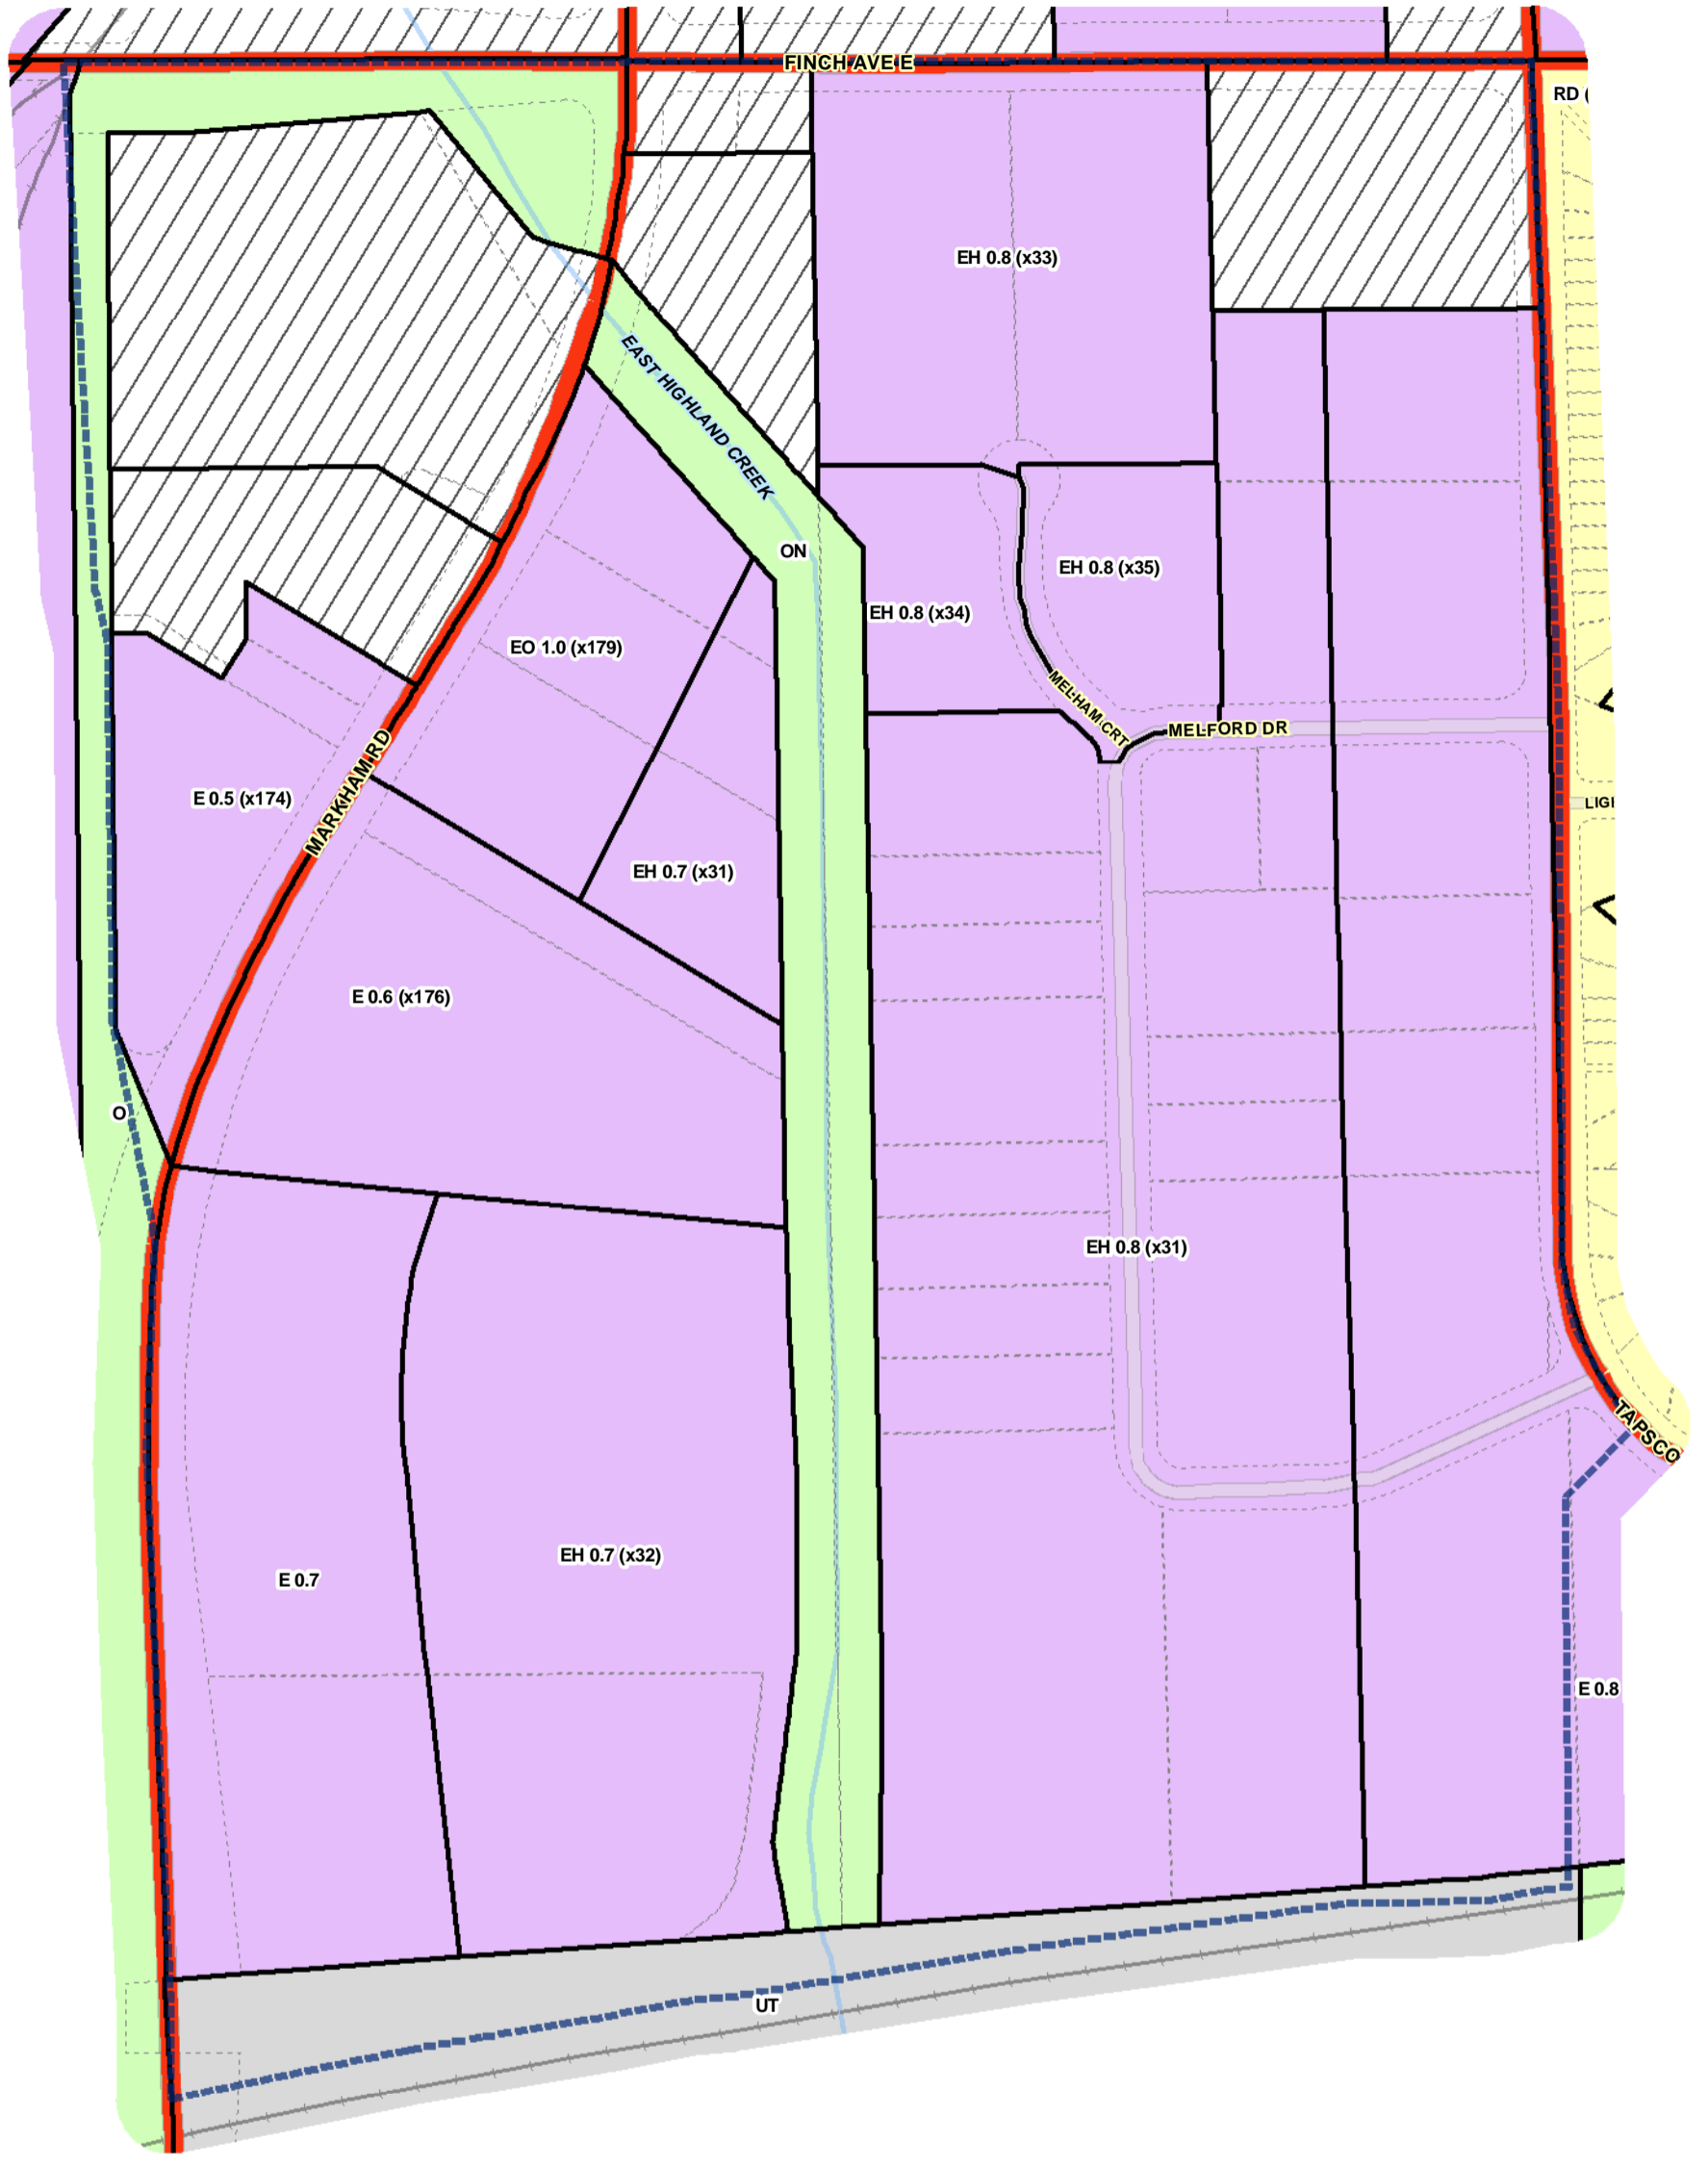 FINCH AVE E
RD (
EH 0.8 (x33)
EAST HIGHLAND CREEK
ON
EH 0.8 (x35)
EH 0.8 (x34)
EO 1.0 (x179)
MELHAM CRT
MELFORD DR
MARKHAM RD
E 0.5 (x174)
LIGH
EH 0.7 (x31)
E 0.6 (x176)
O
EH 0.8 (x31)
TAPSCO
EH 0.7 (x32)
E 0.7
E 0.8
UT